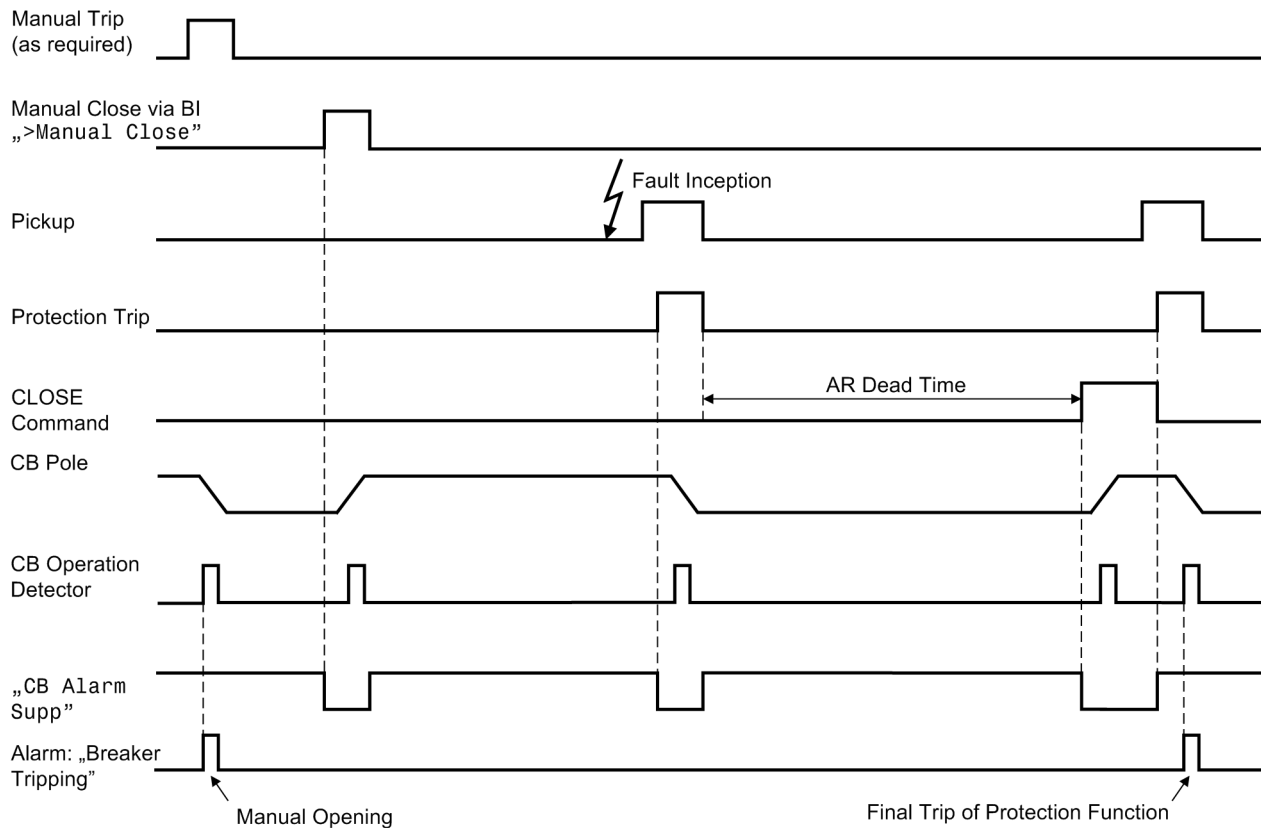 Manual Trip
(as required)
Manual Close via BI
„>Manual Close”
Fault Inception
Pickup
Protection Trip
AR Dead Time
CLOSE
Command
CB Pole
CB Operation
Detector
„CB Alarm
Supp”
Alarm: „Breaker
Tripping”
Manual Opening
Final Trip of Protection Function